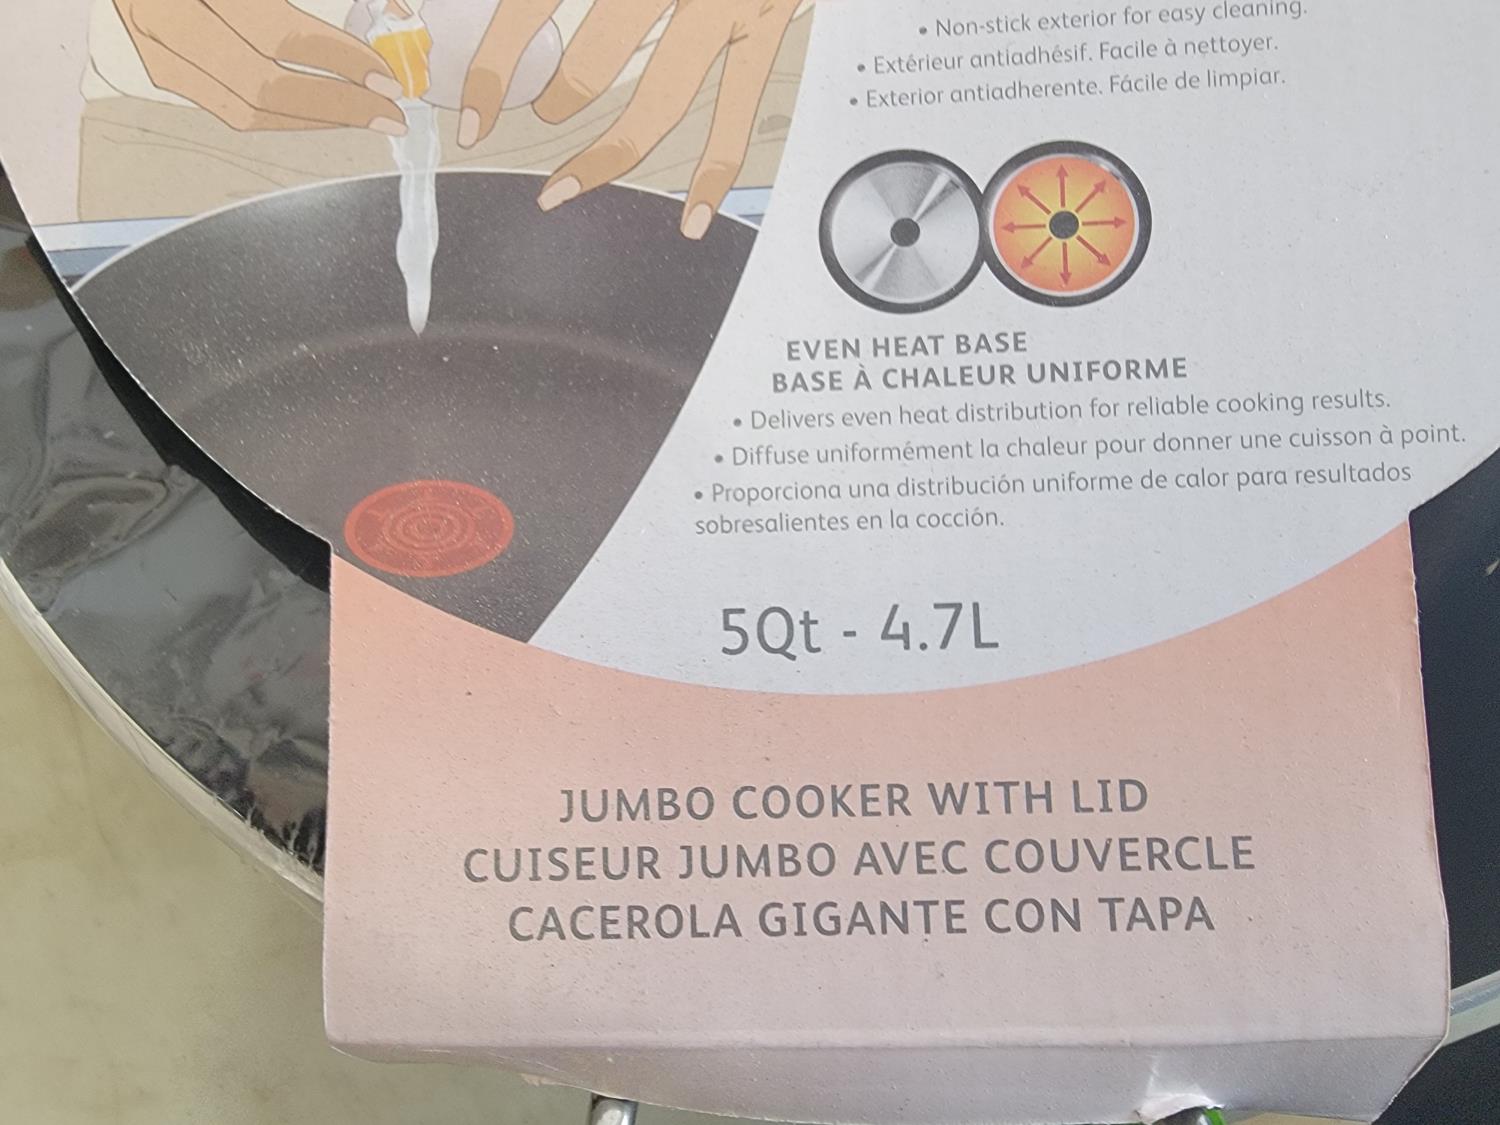 • Non-stick exterior for easy cleaning.
• Extérieur antiadhésif. Facile à nettoyer.
• Exterior antiadherente. Fácile de limpiar.
EVEN HEAT BASE
BASE À CHALEUR UNIFORME
• Delivers even heat distribution for reliable cooking results.
• Diffuse uniformément la chaleur pour donner une cuisson à point.
• Proporciona una distribución uniforme de calor para resultados
sobresalientes en la cocción.
5Qt - 4.7L
JUMBO COOKER WITH LID
CUISEUR JUMBO AVEC COUVERCLE
CACEROLA GIGANTE CON TAPA